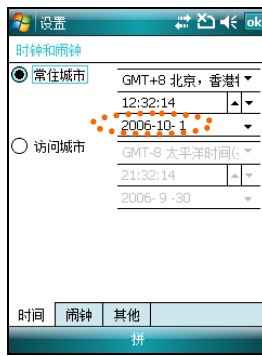 设置 ok
时钟和闹钟
常住城市 GMT+8 北京，香港
12:32:14
2006-10- 1
访问城市 GMT-8 太平洋时间(
21:32:14
2006- 9 -30
时间 闹钟 其他
拼